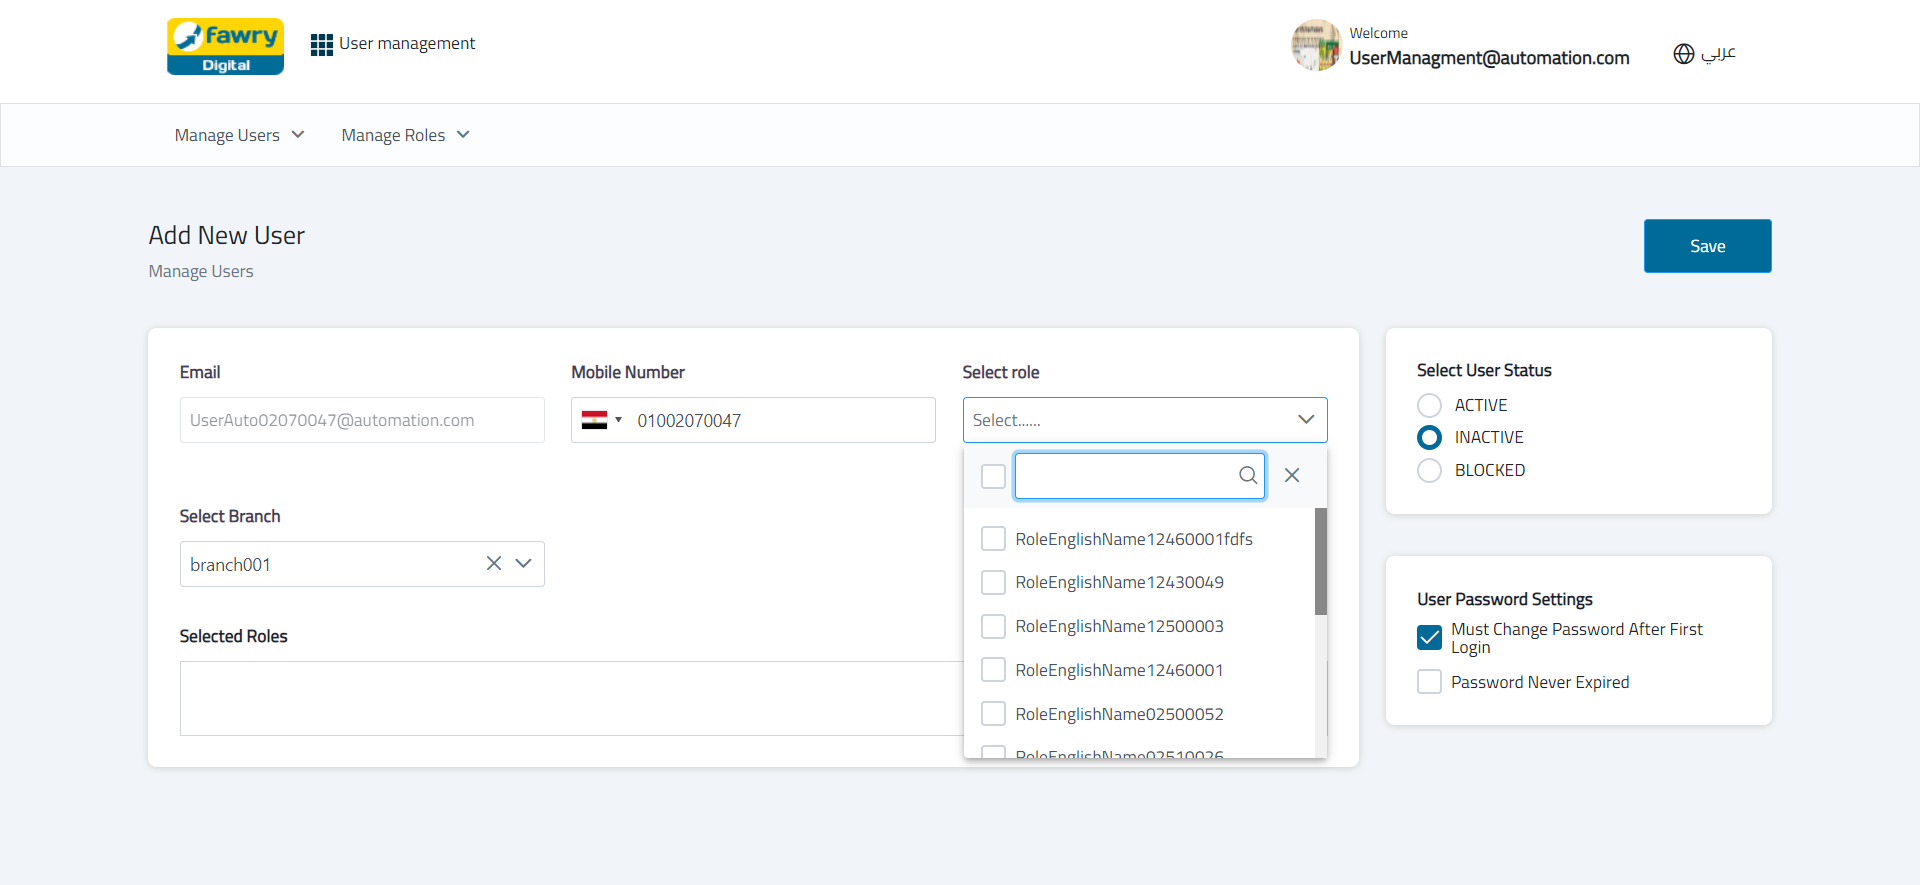 fawry
Digital
User management
Welcome
UserManagment@automation.com
عربي
Manage Users
Manage Roles
Add New User
Manage Users
Save
Email
Mobile Number
Select role
UserAuto02070047@automation.com
01002070047
Select......
RoleEnglishName12460001fdfs
RoleEnglishName12430049
RoleEnglishName12500003
RoleEnglishName12460001
RoleEnglishName02500052
RoleEnglishName02510026
Select Branch
branch001
Selected Roles
Select User Status
ACTIVE
INACTIVE
BLOCKED
User Password Settings
Must Change Password After First
Login
Password Never Expired